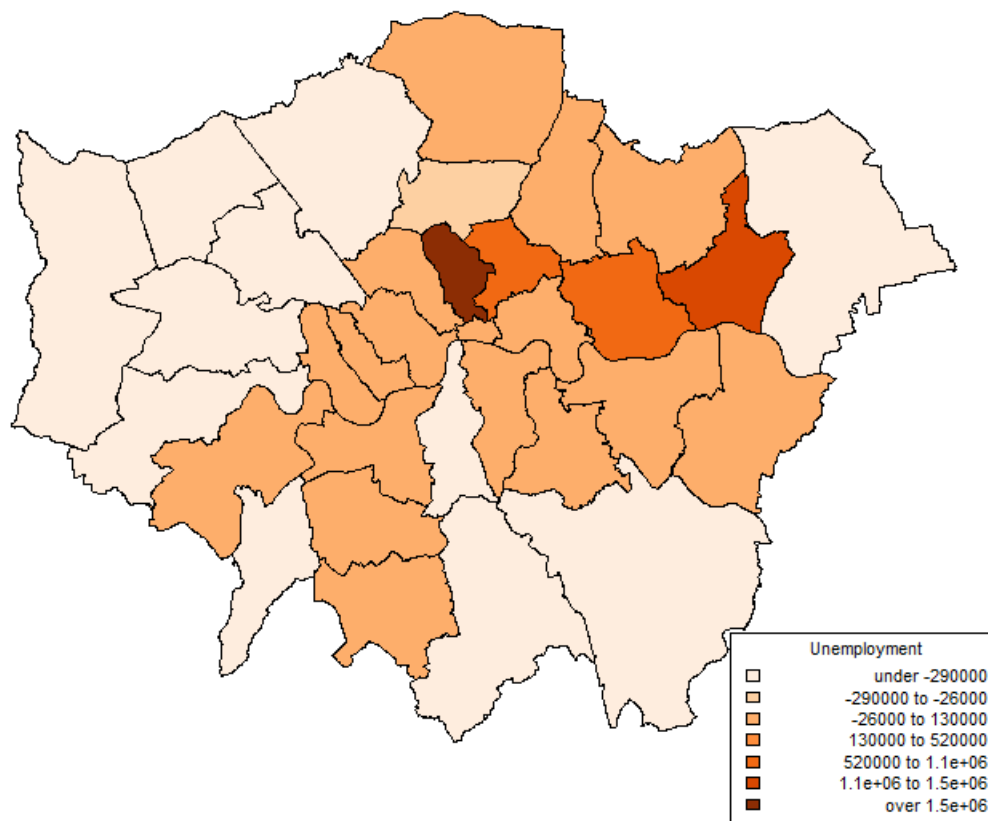 Unemployment
under -290000
-290000 to -26000
-26000 to 130000
130000 to 520000
520000 to 1.1e+06
1.1e+06 to 1.5e+06
over 1.5e+06